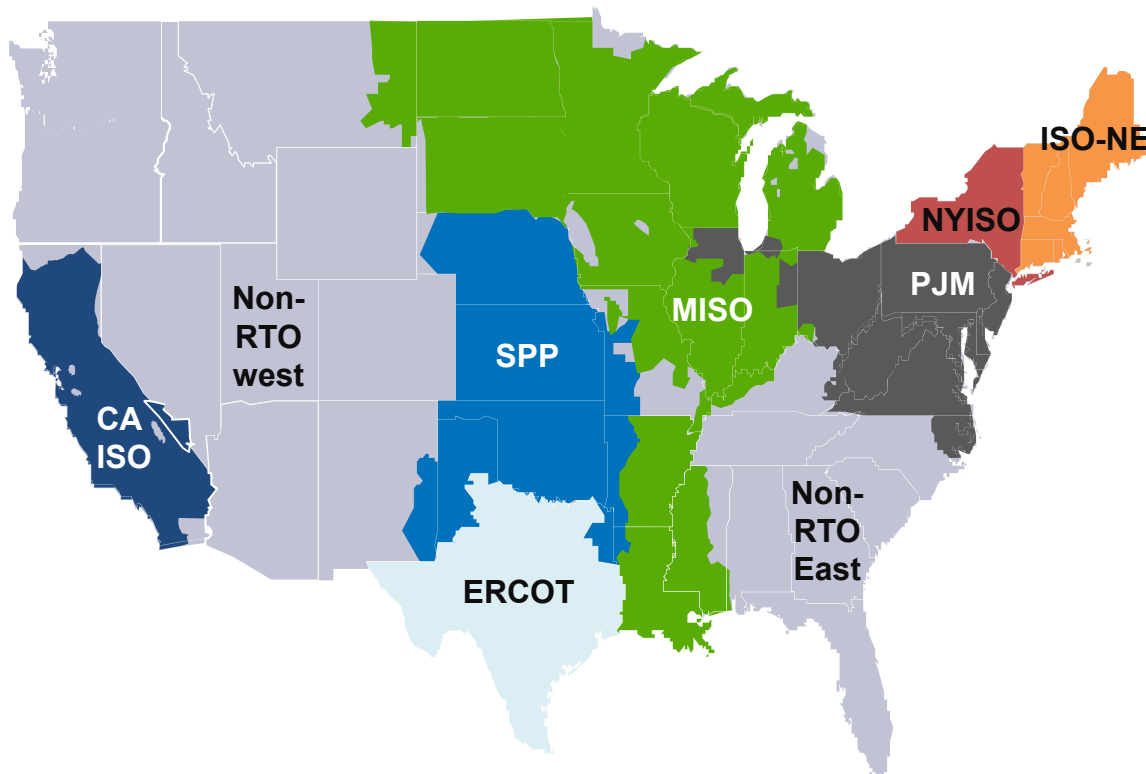 ISO-NE
NYISO
PJM
Non-
RTO
west
MISO
SPP
CA
ISO
Non-
RTO
East
ERCOT